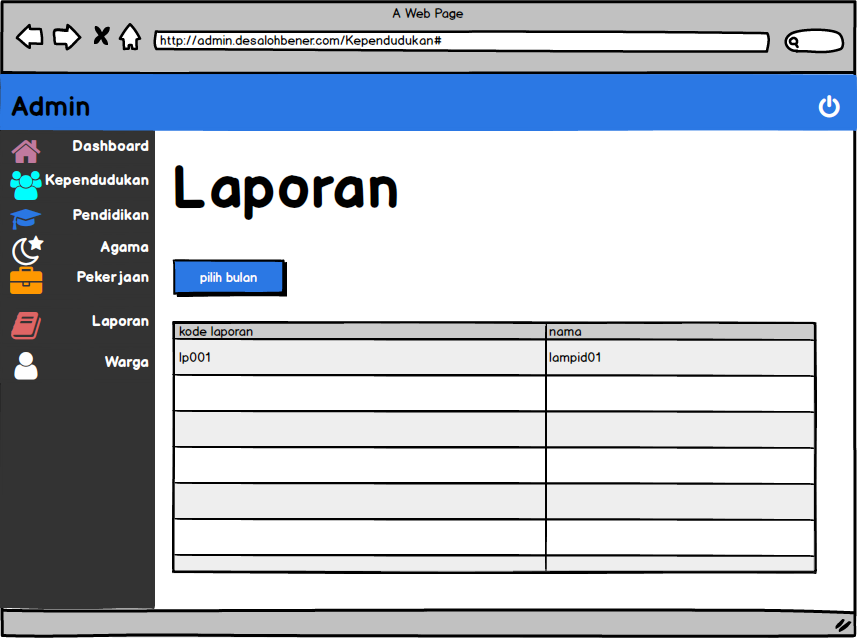 A Web Page
http://admin.desalohbener.com/Kependudukan#
Admin
Dashboard
Kependudukan
Pendidikan
Agama
Pekerjaan
Laporan
Warga
Laporan
pilih bulan
kode laporan nama
lp001 lampid01